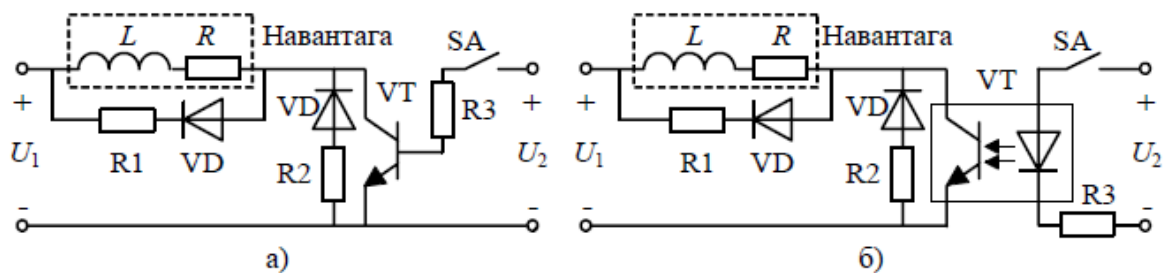 L R Навантага SA
+ VD VT R3 +
U1 R1 VD R2 U2
- -
а)
L R Навантага SA
+ VD VT +
U1 R1 VD R2 U2
R3
- -
б)